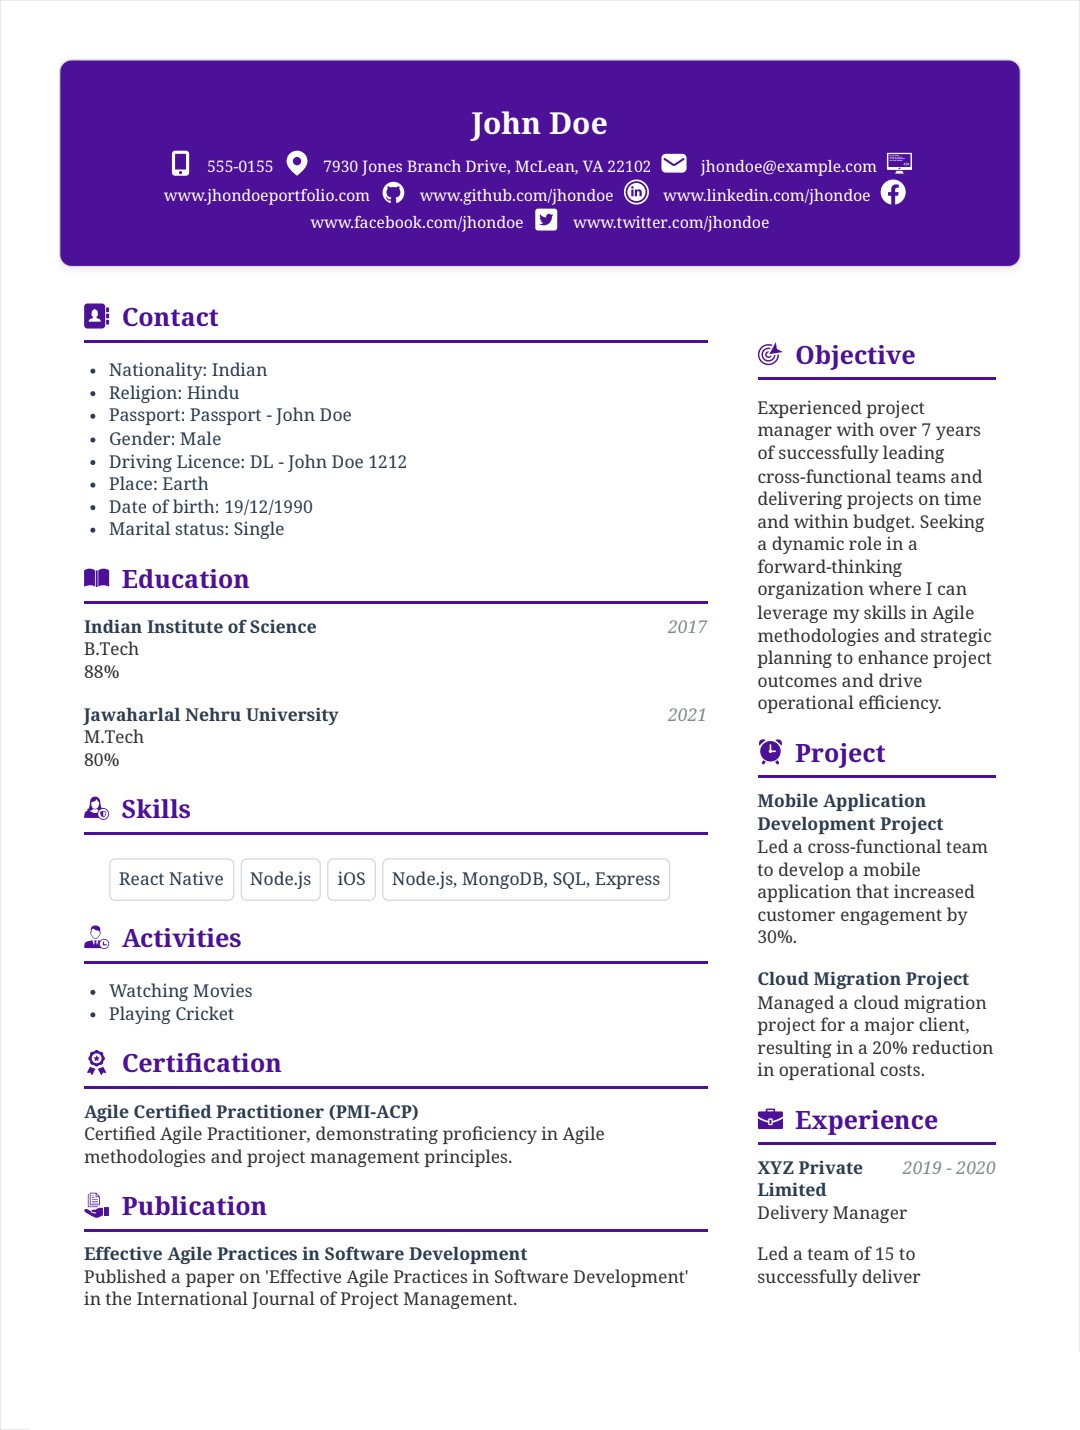 John Doe
555-0155 7930 Jones Branch Drive, McLean, VA 22102 jhondoe@example.com
www.jhondoeportfolio.com www.github.com/jhondoe www.linkedin.com/jhondoe
www.facebook.com/jhondoe www.twitter.com/jhondoe
Contact
• Nationality: Indian
• Religion: Hindu
• Passport: Passport - John Doe
• Gender: Male
• Driving Licence: DL - John Doe 1212
• Place: Earth
• Date of birth: 19/12/1990
• Marital status: Single
Education
Indian Institute of Science 2017
B.Tech
88%
Jawaharlal Nehru University 2021
M.Tech
80%
Skills
React Native Node.js iOS Node.js, MongoDB, SQL, Express
Activities
• Watching Movies
• Playing Cricket
Certification
Agile Certified Practitioner (PMI-ACP)
Certified Agile Practitioner, demonstrating proficiency in Agile
methodologies and project management principles.
Publication
Effective Agile Practices in Software Development
Published a paper on 'Effective Agile Practices in Software Development'
in the International Journal of Project Management.
Objective
Experienced project
manager with over 7 years
of successfully leading
cross-functional teams and
delivering projects on time
and within budget. Seeking
a dynamic role in a
forward-thinking
organization where I can
leverage my skills in Agile
methodologies and strategic
planning to enhance project
outcomes and drive
operational efficiency.
Project
Mobile Application
Development Project
Led a cross-functional team
to develop a mobile
application that increased
customer engagement by
30%.
Cloud Migration Project
Managed a cloud migration
project for a major client,
resulting in a 20% reduction
in operational costs.
Experience
XYZ Private 2019 - 2020
Limited
Delivery Manager
Led a team of 15 to
successfully deliver